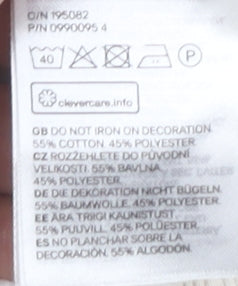 O/N 195082
P/N 0990095 4
40 P
clevercare.info
GB DO NOT IRON ON DECORATION.
55% COTTON. 45% POLYESTER.
CZ ROZŽEHLETE DO PŮVODNÍ
VELIKOSTI. 55% BAVLNA.
45% POLYESTER.
DE DIE DEKORATION NICHT BÜGELN.
55% BAUMWOLLE. 45% POLYESTER.
EE ÄRA TRIIGI KAUNISTUST.
55% PUUVILL. 45% POLÜESTER.
ES NO PLANCHAR SOBRE LA
DECORACIÓN. 55% ALGODÓN.